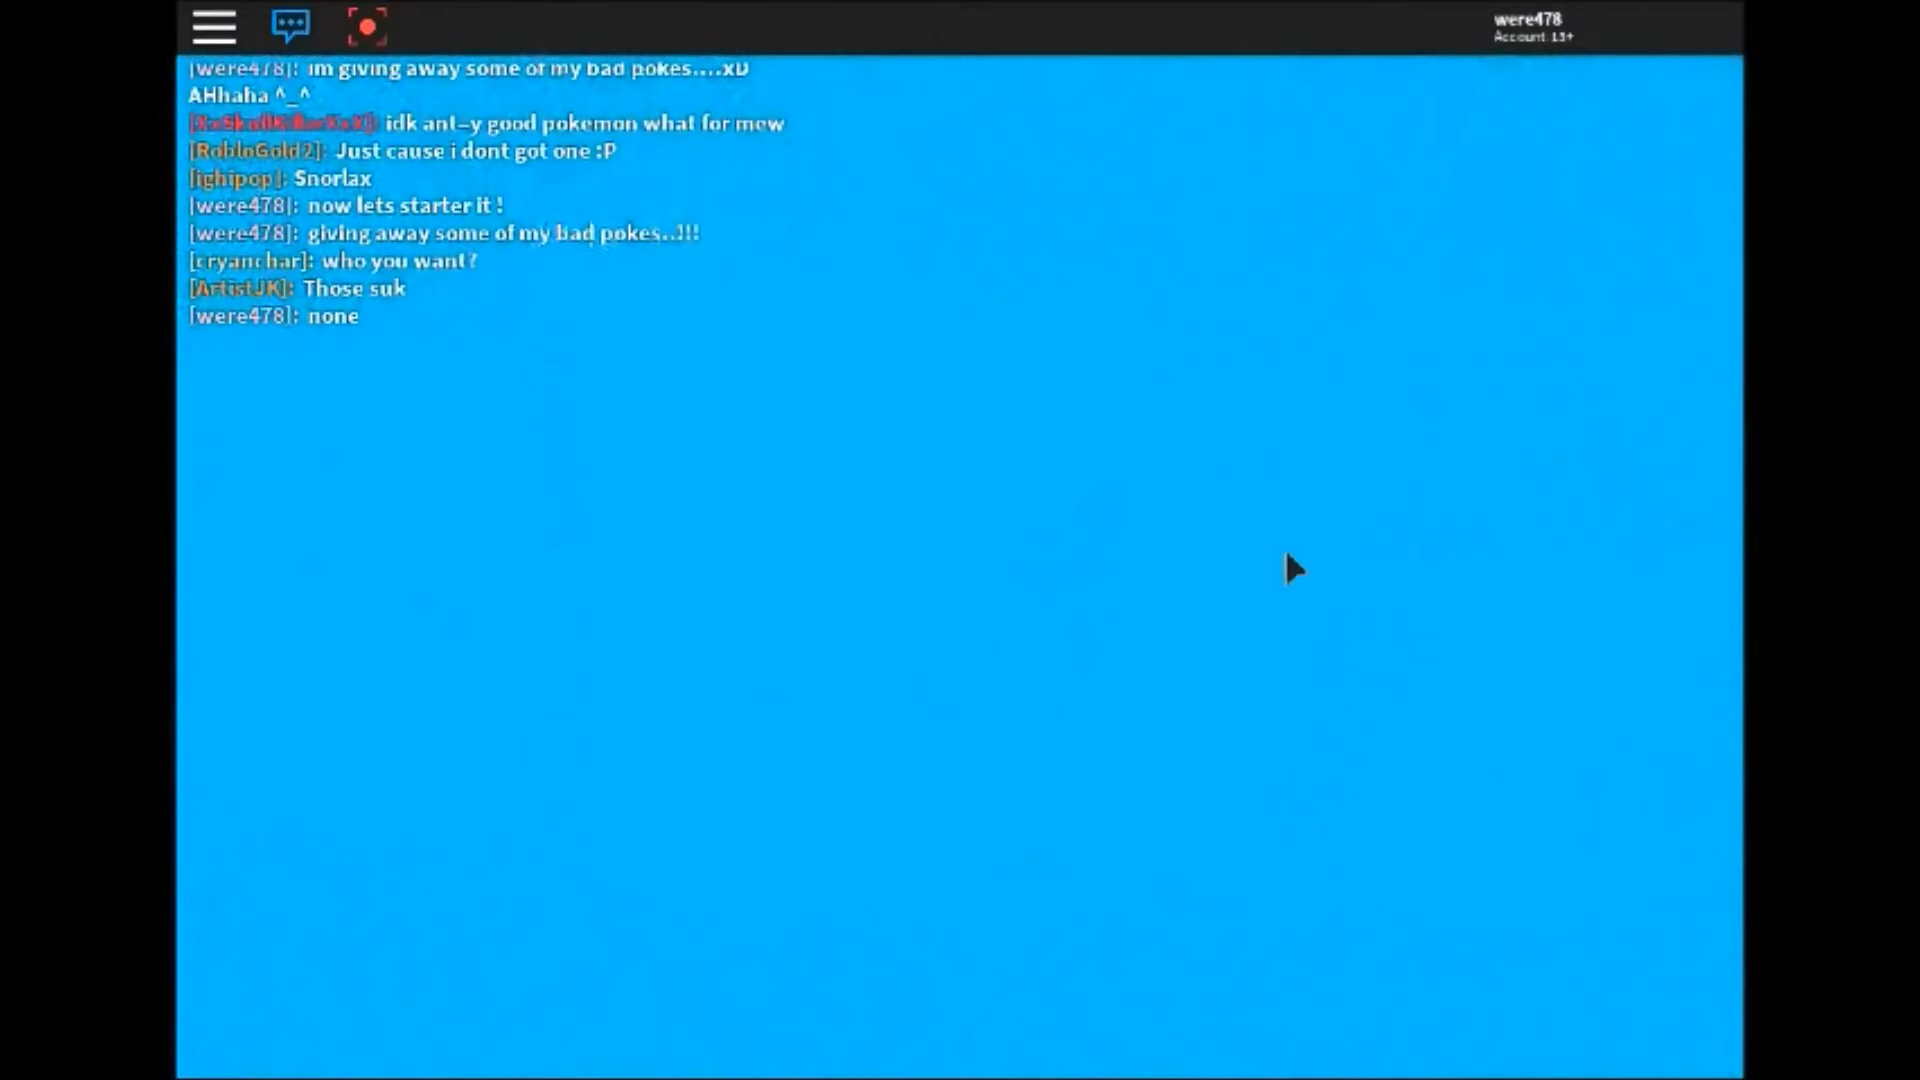 were478
Account: 13+
[were478]: im giving away some of my bad pokes....xD
AHhaha ^_^
idk ant-y good pokemon what for mew
[RobloGold2]: Just cause i dont got one :P
[ighipop]: Snorlax
[were478]: now lets starter it !
[were478]: giving away some of my bad pokes..!!!
[cryanchar]: who you want?
[ArtistJK]: Those suk
[were478]: none